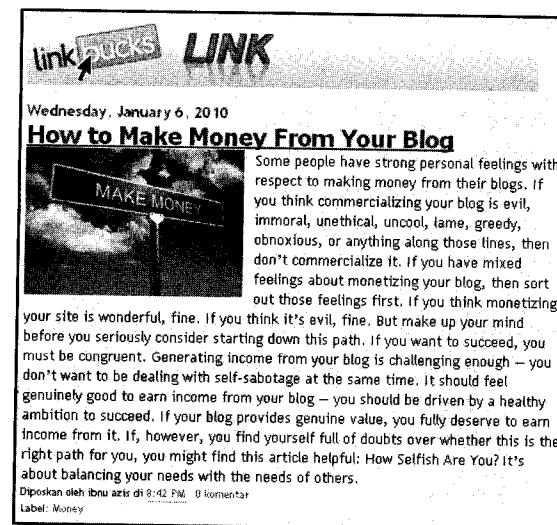 linkbucks LINK
Wednesday, January 6, 2010
How to Make Money From Your Blog
MAKE MONEY
Some people have strong personal feelings with
respect to making money from their blogs. If
you think commercializing your blog is evil,
immoral, unethical, uncool, lame, greedy,
obnoxious, or anything along those lines, then
don't commercialize it. If you have mixed
feelings about monetizing your blog, then sort
out those feelings first. If you think monetizing
your site is wonderful, fine. If you think it's evil, fine. But make up your mind
before you seriously consider starting down this path. If you want to succeed, you
must be congruent. Generating income from your blog is challenging enough — you
don't want to be dealing with self-sabotage at the same time. It should feel
genuinely good to earn income from your blog — you should be driven by a healthy
ambition to succeed. If your blog provides genuine value, you fully deserve to earn
income from it. If, however, you find yourself full of doubts over whether this is the
right path for you, you might find this article helpful: How Selfish Are You? It's
about balancing your needs with the needs of others.
Diposkan oleh ibnu azis di 8:42 PM 0 komentar
Label: Money